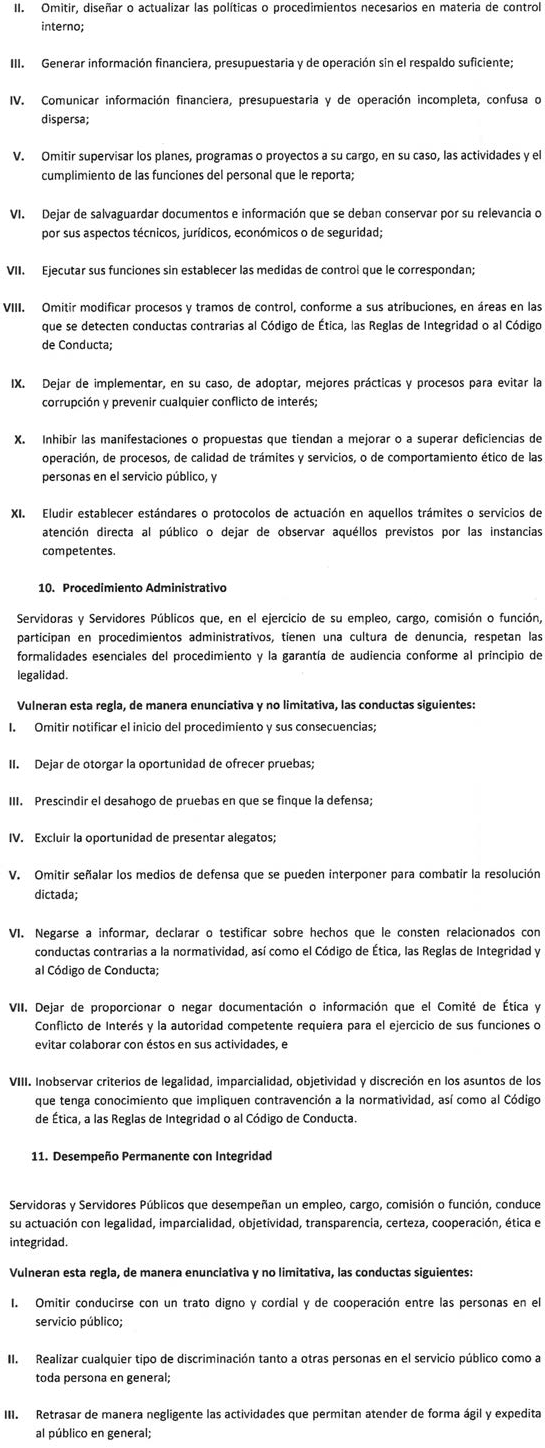 II. Omitir, diseñar o actualizar las políticas o procedimientos necesarios en materia de control
interno;
III. Generar información financiera, presupuestaria y de operación sin el respaldo suficiente;
IV. Comunicar información financiera, presupuestaria y de operación incompleta, confusa o
dispersa;
V. Omitir supervisar los planes, programas o proyectos a su cargo, en su caso, las actividades y el
cumplimiento de las funciones del personal que le reporta;
VI. Dejar de salvaguardar documentos e información que se deban conservar por su relevancia o
por sus aspectos técnicos, jurídicos, económicos o de seguridad;
VII. Ejecutar sus funciones sin establecer las medidas de control que le correspondan;
VIII. Omitir modificar procesos y tramos de control, conforme a sus atribuciones, en áreas en las
que se detecten conductas contrarias al Código de Ética, las Reglas de Integridad o al Código
de Conducta;
IX. Dejar de implementar, en su caso, de adoptar, mejores prácticas y procesos para evitar la
corrupción y prevenir cualquier conflicto de interés;
X. Inhibir las manifestaciones o propuestas que tiendan a mejorar o a superar deficiencias de
operación, de procesos, de calidad de trámites y servicios, o de comportamiento ético de las
personas en el servicio público, y
XI. Eludir establecer estándares o protocolos de actuación en aquellos trámites o servicios de
atención directa al público o dejar de observar aquéllos previstos por las instancias
competentes.
10. Procedimiento Administrativo
Servidoras y Servidores Públicos que, en el ejercicio de su empleo, cargo, comisión o función,
participan en procedimientos administrativos, tienen una cultura de denuncia, respetan las
formalidades esenciales del procedimiento y la garantía de audiencia conforme al principio de
legalidad.
Vulneran esta regla, de manera enunciativa y no limitativa, las conductas siguientes:
I. Omitir notificar el inicio del procedimiento y sus consecuencias;
II. Dejar de otorgar la oportunidad de ofrecer pruebas;
III. Prescindir el desahogo de pruebas en que se finque la defensa;
IV. Excluir la oportunidad de presentar alegatos;
V. Omitir señalar los medios de defensa que se pueden interponer para combatir la resolución
dictada;
VI. Negarse a informar, declarar o testificar sobre hechos que le consten relacionados con
conductas contrarias a la normatividad, así como el Código de Ética, las Reglas de Integridad y
al Código de Conducta;
VII. Dejar de proporcionar o negar documentación o información que el Comité de Ética y
Conflicto de Interés y la autoridad competente requiera para el ejercicio de sus funciones o
evitar colaborar con éstos en sus actividades, e
VIII. Inobservar criterios de legalidad, imparcialidad, objetividad y discreción en los asuntos de los
que tenga conocimiento que impliquen contravención a la normatividad, así como al Código
de Ética, a las Reglas de Integridad o al Código de Conducta.
11. Desempeño Permanente con Integridad
Servidoras y Servidores Públicos que desempeñan un empleo, cargo, comisión o función, conduce
su actuación con legalidad, imparcialidad, objetividad, transparencia, certeza, cooperación, ética e
integridad.
Vulneran esta regla, de manera enunciativa y no limitativa, las conductas siguientes:
I. Omitir conducirse con un trato digno y cordial y de cooperación entre las personas en el
servicio público;
II. Realizar cualquier tipo de discriminación tanto a otras personas en el servicio público como a
toda persona en general;
III. Retrasar de manera negligente las actividades que permitan atender de forma ágil y expedita
al público en general;